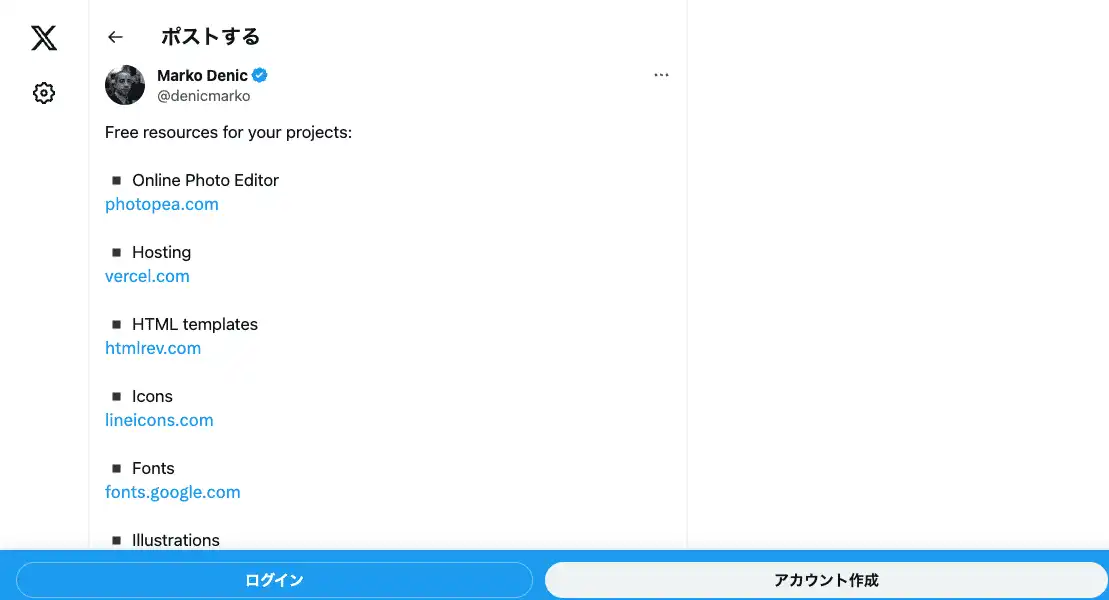 ポストする
Marko Denic
@denicmarko
Free resources for your projects:
▪ Online Photo Editor
photopea.com
▪ Hosting
vercel.com
▪ HTML templates
htmlrev.com
▪ Icons
lineicons.com
▪ Fonts
fonts.google.com
▪ Illustrations
ログイン
アカウント作成